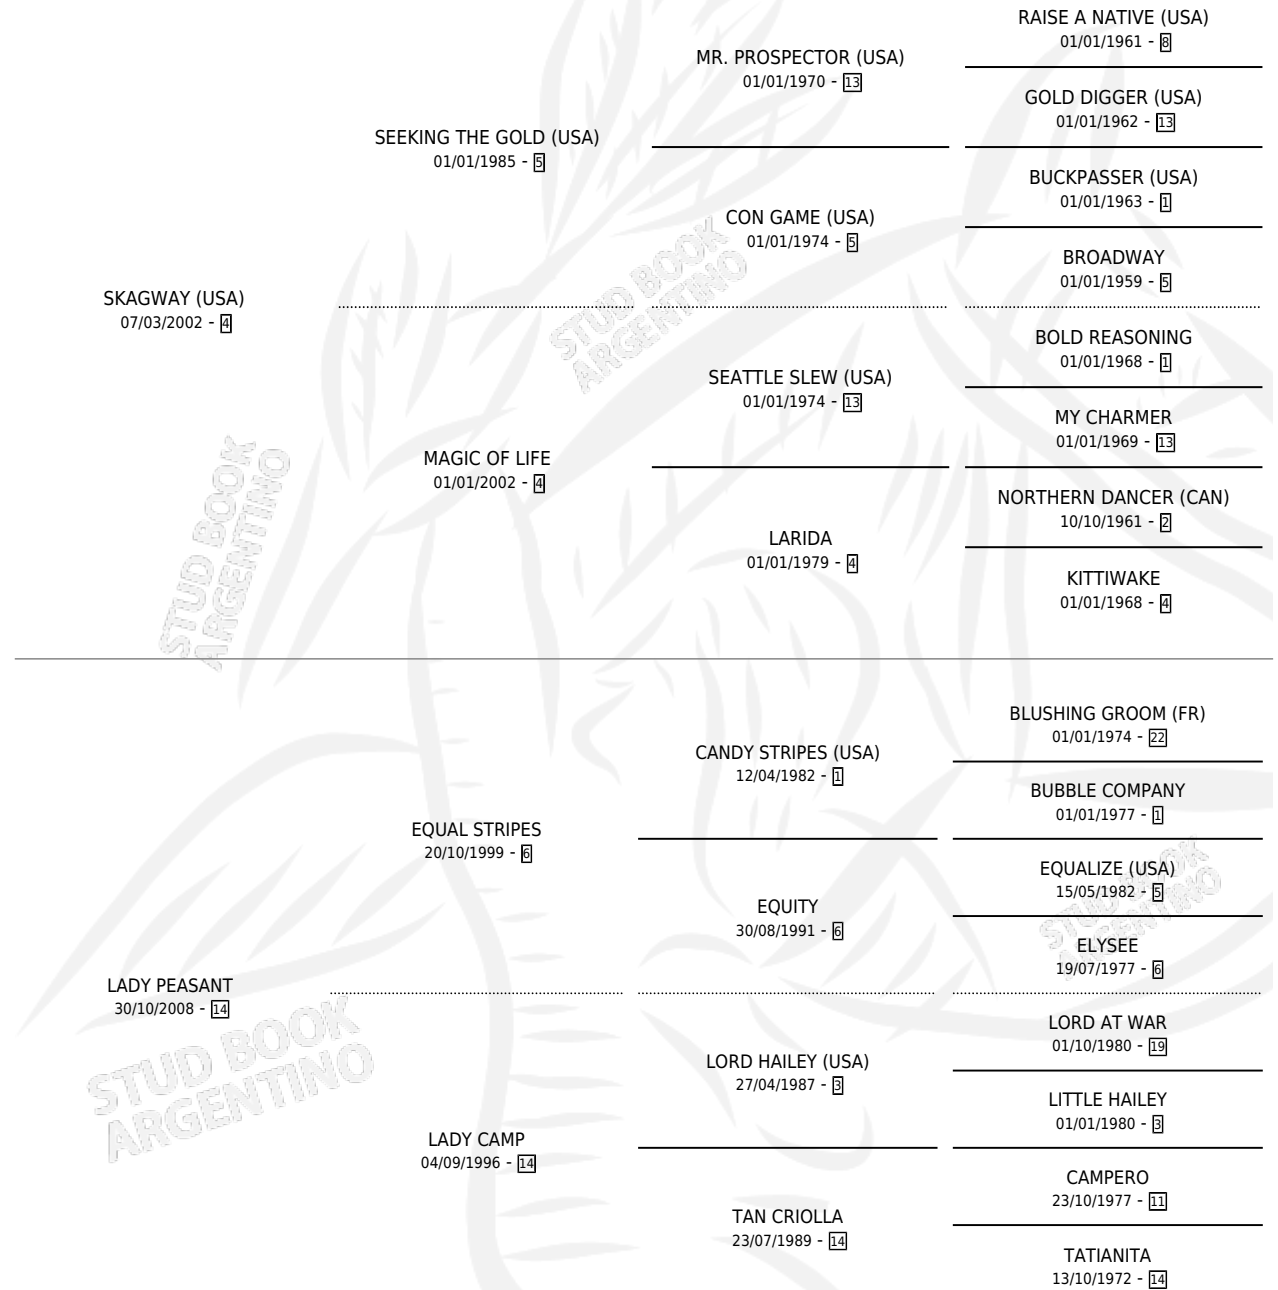 RAISE A NATIVE (USA)
01/01/1961 - 8
MR. PROSPECTOR (USA)
01/01/1970 - 13
GOLD DIGGER (USA)
01/01/1962 - 13
SEEKING THE GOLD (USA)
01/01/1985 - 5
BUCKPASSER (USA)
01/01/1963 - 1
CON GAME (USA)
01/01/1974 - 5
BROADWAY
01/01/1959 - 5
SKAGWAY (USA)
07/03/2002 - 4
BOLD REASONING
01/01/1968 - 1
SEATTLE SLEW (USA)
01/01/1974 - 13
MY CHARMER
01/01/1969 - 13
MAGIC OF LIFE
01/01/2002 - 4
NORTHERN DANCER (CAN)
10/10/1961 - 2
LARIDA
01/01/1979 - 4
KITTIWAKE
01/01/1968 - 4
BLUSHING GROOM (FR)
01/01/1974 - 22
CANDY STRIPES (USA)
12/04/1982 - 1
BUBBLE COMPANY
01/01/1977 - 1
EQUAL STRIPES
20/10/1999 - 6
EQUALIZE (USA)
15/05/1982 - 5
EQUITY
30/08/1991 - 6
ELYSEE
19/07/1977 - 6
LADY PEASANT
30/10/2008 - 14
LORD AT WAR
01/10/1980 - 19
LORD HAILEY (USA)
27/04/1987 - 3
LITTLE HAILEY
01/01/1980 - 3
LADY CAMP
04/09/1996 - 14
CAMPERO
23/10/1977 - 11
TAN CRIOLLA
23/07/1989 - 14
TATIANITA
13/10/1972 - 14
STUD BOOK
ARGENTINO
STUD BOOK
ARGENTINO
STUD BOOK
ARGENTINO
STUD BOOK
ARGENTINO